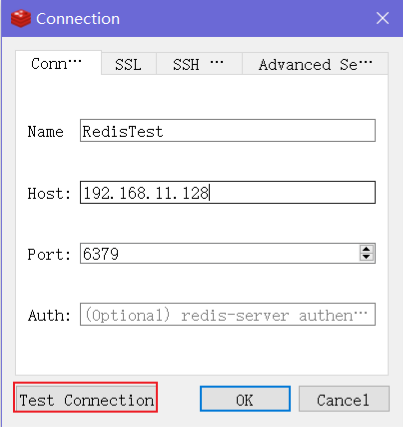 Connection
Conn···
SSL
SSH ···
Advanced Se···
Name RedisTest
Host: 192.168.11.128
Port: 6379
Auth: (Optional) redis-server authen···
Test Connection
OK
Cancel